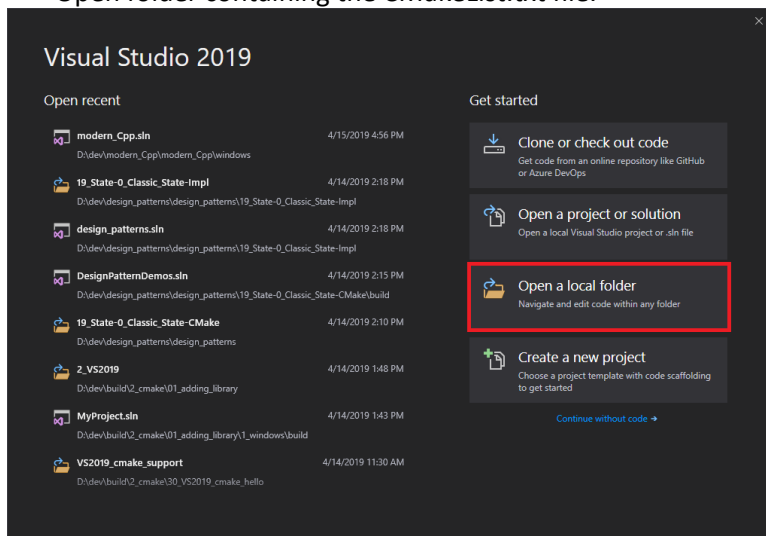 Open folder containing the cmakeLists.txt file.
Visual Studio 2019
Open recent
modern_Cpp.sln 4/15/2019 4:56 PM
D:\dev\modern_Cpp\modern_Cpp\windows
19_State-0_Classic_State-Impl 4/14/2019 2:18 PM
D:\dev\design_patterns\design_patterns\19_State-0_Classic_State-Impl
design_patterns.sln 4/14/2019 2:18 PM
D:\dev\design_patterns\design_patterns\19_State-0_Classic_State-Impl
DesignPatternDemos.sln 4/14/2019 2:15 PM
D:\dev\design_patterns\design_patterns\19_State-0_Classic_State-CMake\build
19_State-0_Classic_State-CMake 4/14/2019 2:10 PM
D:\dev\design_patterns\design_patterns
2_VS2019 4/14/2019 1:48 PM
D:\dev\build\2_cmake\01_adding_library
MyProject.sln 4/14/2019 1:43 PM
D:\dev\build\2_cmake\01_adding_library\1_windows\build
VS2019_cmake_support 4/14/2019 11:30 AM
D:\dev\build\2_cmake\30_VS2019_cmake_hello
Get started
Clone or check out code
Get code from an online repository like GitHub
or Azure DevOps
Open a project or solution
Open a local Visual Studio project or .sln file
Open a local folder
Navigate and edit code within any folder
Create a new project
Choose a project template with code scaffolding
to get started
Continue without code →